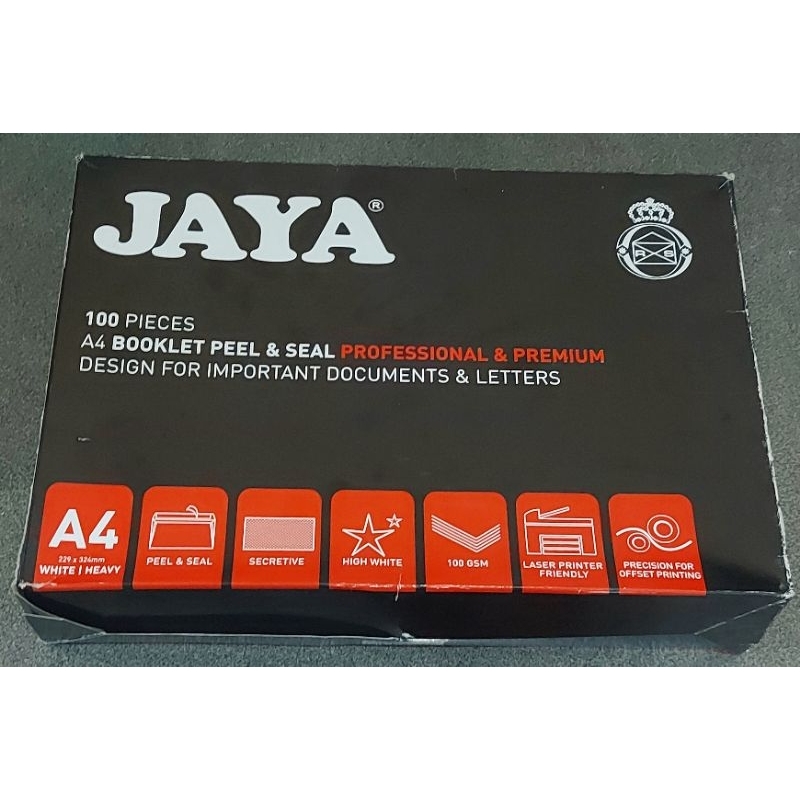 JAYA®
R S
100 PIECES
A4 BOOKLET PEEL & SEAL PROFESSIONAL & PREMIUM
DESIGN FOR IMPORTANT DOCUMENTS & LETTERS
A4
229 x 324mm
WHITE | HEAVY
PEEL & SEAL
SECRETIVE
HIGH WHITE
100 GSM
LASER PRINTER
FRIENDLY
PRECISION FOR
OFFSET PRINTING